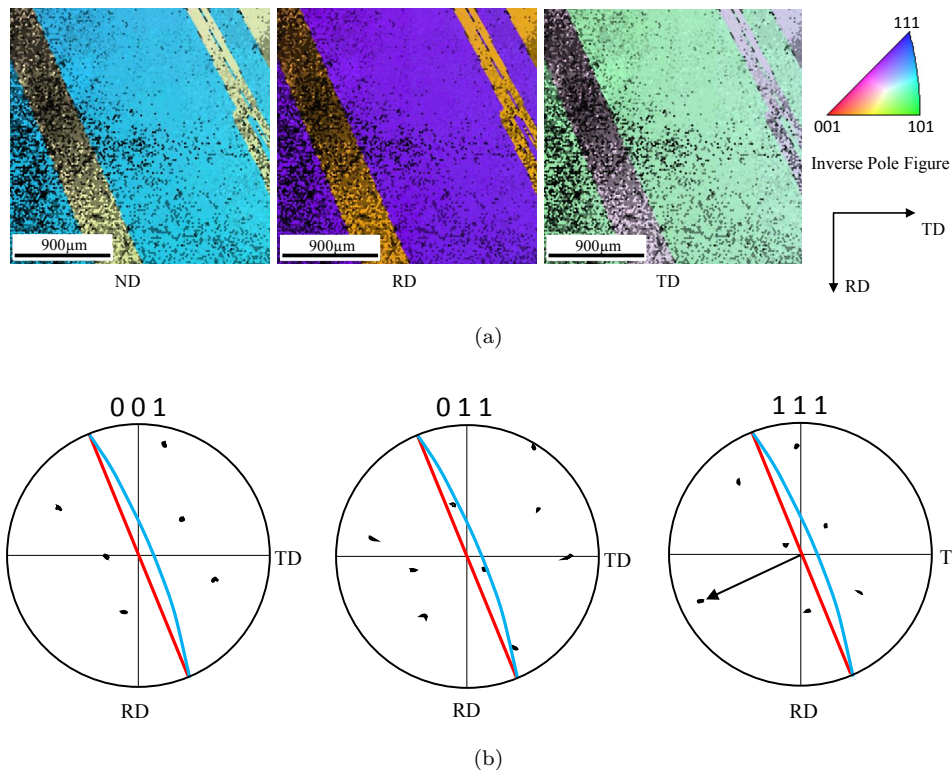 111
001
101
Inverse Pole Figure
TD
RD
900µm
900µm
900µm
ND
RD
TD
(a)
0 0 1
0 1 1
1 1 1
TD
TD
T
RD
RD
RD
(b)